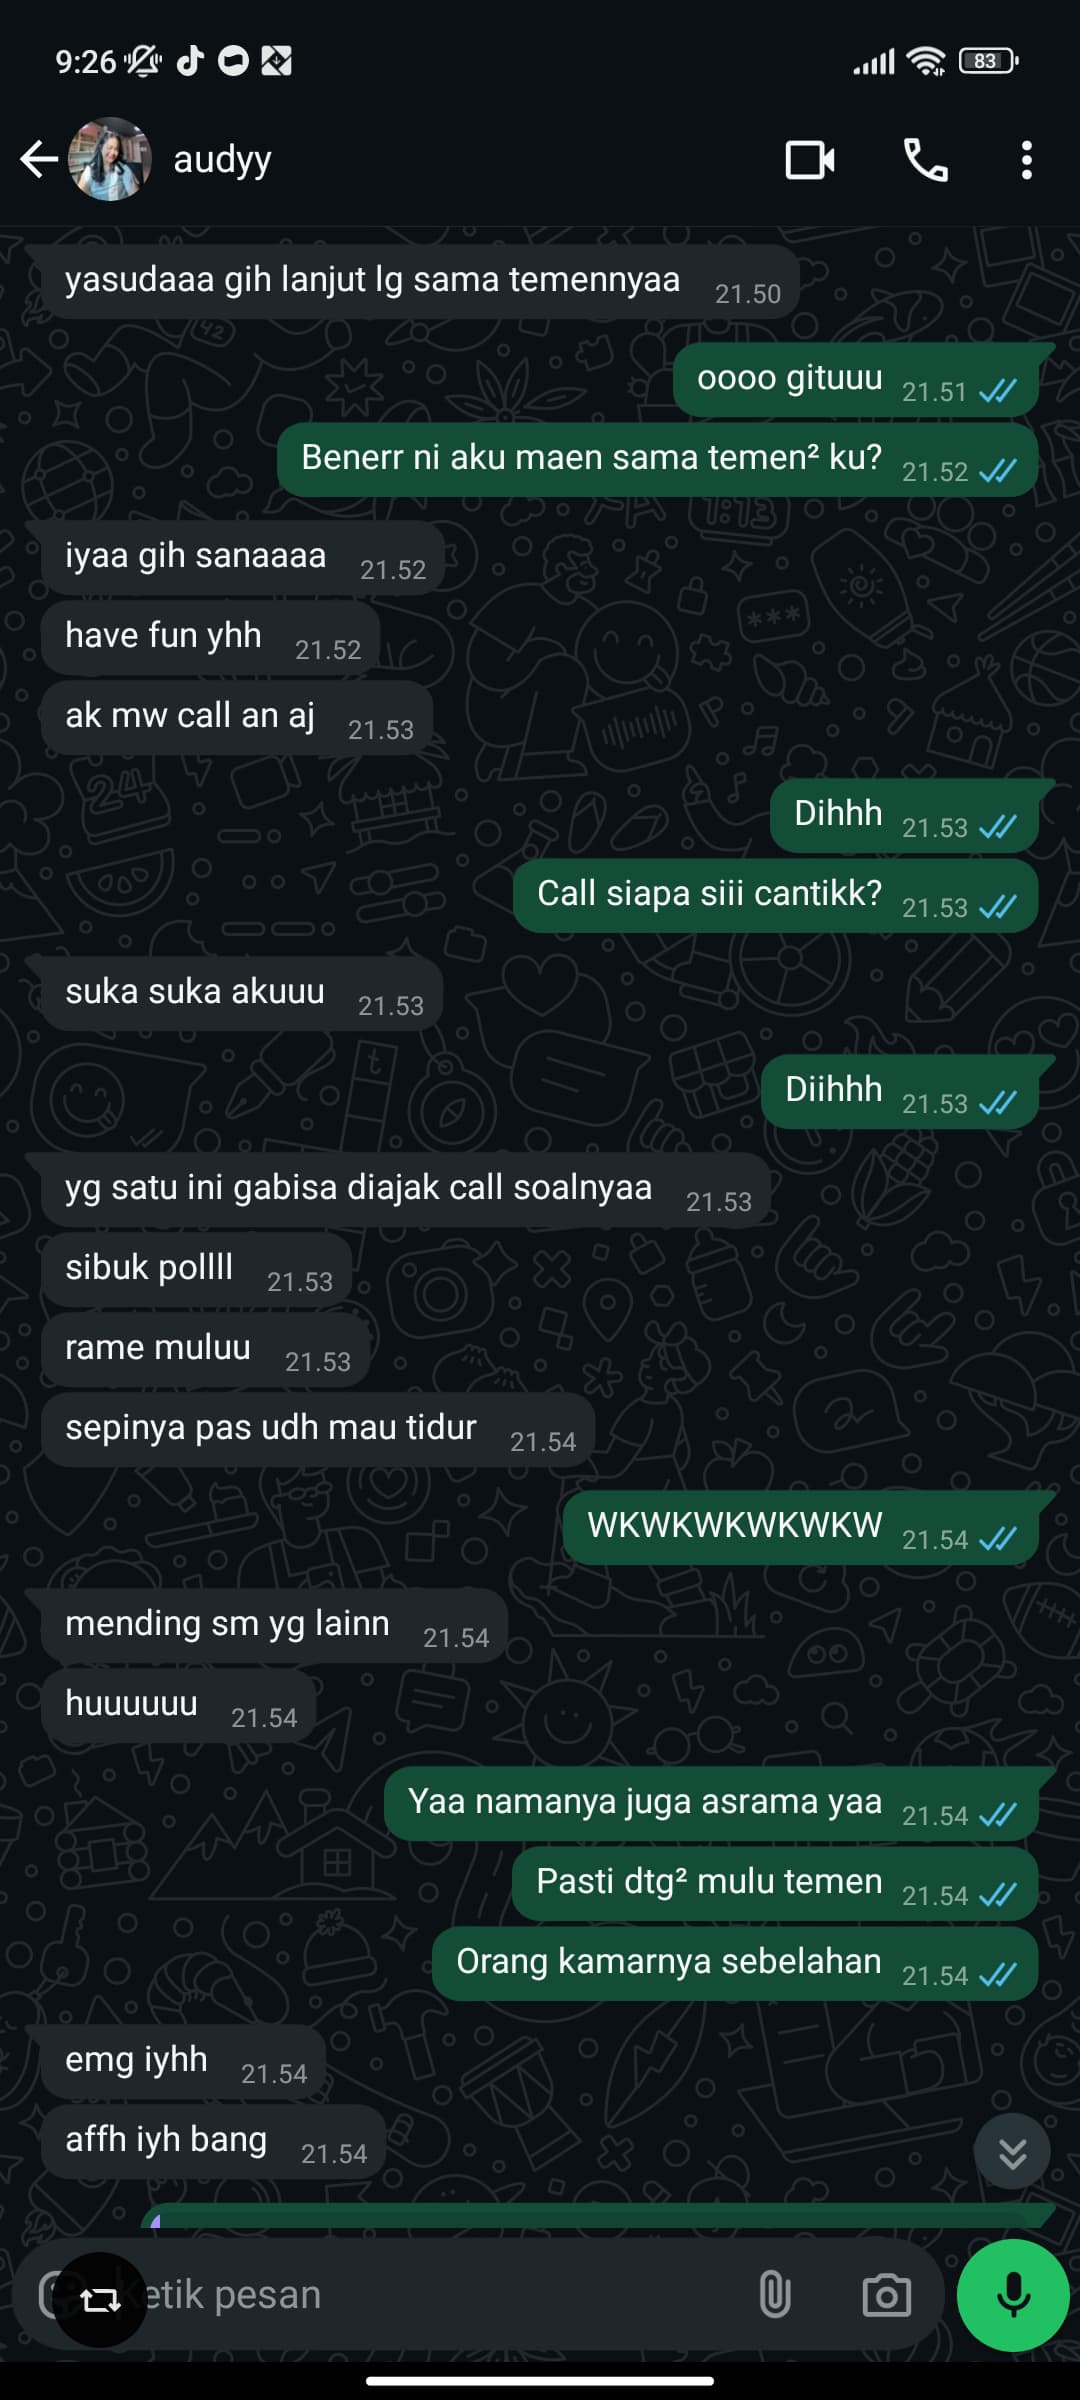 9:26
83
audyy
yasudaaa gih lanjut lg sama temennyaa 21.50
oooo gituuu 21.51
Benerr ni aku maen sama temen² ku? 21.52
iyaa gih sanaaaa 21.52
have fun yhh 21.52
ak mw call an aj 21.53
Dihhh 21.53
Call siapa siii cantikk? 21.53
suka suka akuuu 21.53
Diihhh 21.53
yg satu ini gabisa diajak call soalnyaa 21.53
sibuk pollll 21.53
rame muluu 21.53
sepinya pas udh mau tidur 21.54
WKWKWKWKWKW 21.54
mending sm yg lainn 21.54
huuuuuu 21.54
Yaa namanya juga asrama yaa 21.54
Pasti dtg² mulu temen 21.54
Orang kamarnya sebelahan 21.54
emg iyhh 21.54
affh iyh bang 21.54
etik pesan